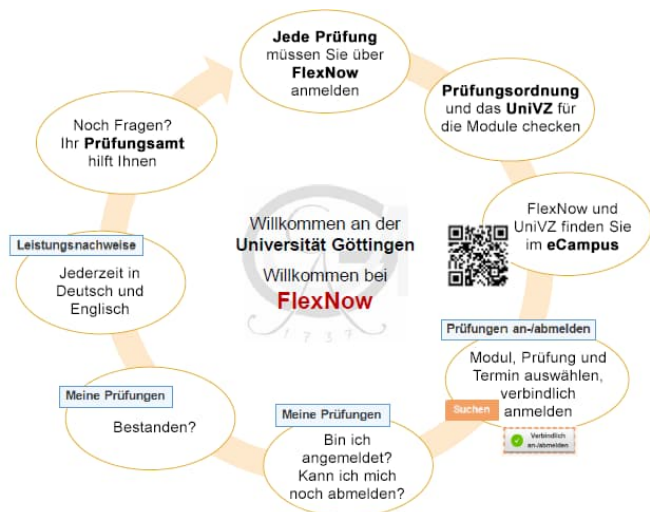 Jede Prüfung
müssen Sie über
FlexNow
anmelden
Prüfungsordnung
und das UniVZ für
die Module checken
FlexNow und
UniVZ finden Sie
im eCampus
Prüfungen an-/abmelden
Modul, Prüfung und
Termin auswählen,
verbindlich
anmelden
Suchen
Verbindlich
an-/abmelden
Meine Prüfungen
Bin ich
angemeldet?
Kann ich mich
noch abmelden?
Meine Prüfungen
Bestanden?
Leistungsnachweise
Jederzeit in
Deutsch und
Englisch
Noch Fragen?
Ihr Prüfungsamt
hilft Ihnen
Willkommen an der
Universität Göttingen
Willkommen bei
FlexNow
1737